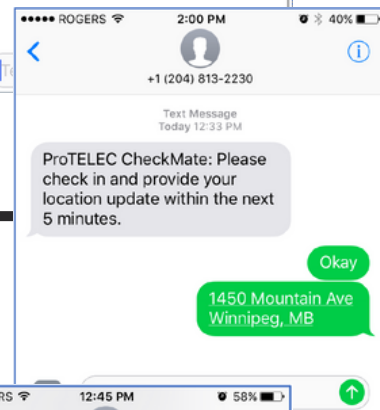 ROGERS 2:00 PM 40%
+1 (204) 813-2230
Text Message
Today 12:33 PM
ProTELEC CheckMate: Please
check in and provide your
location update within the next
5 minutes.
Okay
1450 Mountain Ave
Winnipeg, MB
RS 12:45 PM 58%